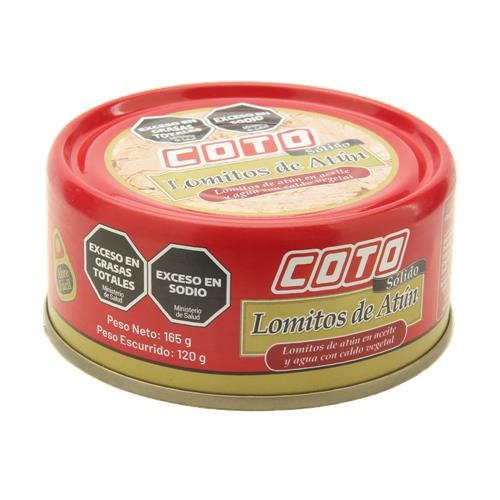 EXCESO EN
GRASAS
TOTALES
EXCESO EN
SODIO
COTO
Sólido
Lomitos de Atún
Lomitos de atún en aceite
y agua con caldo vegetal
Abre
Fácil
EXCESO EN
GRASAS
TOTALES
Ministerio
de Salud
EXCESO EN
SODIO
Ministerio
de Salud
Peso Neto: 165 g
Peso Escurrido: 120 g
COTO
Sólido
Lomitos de Atún
Lomitos de atún en aceite
y agua con caldo vegetal